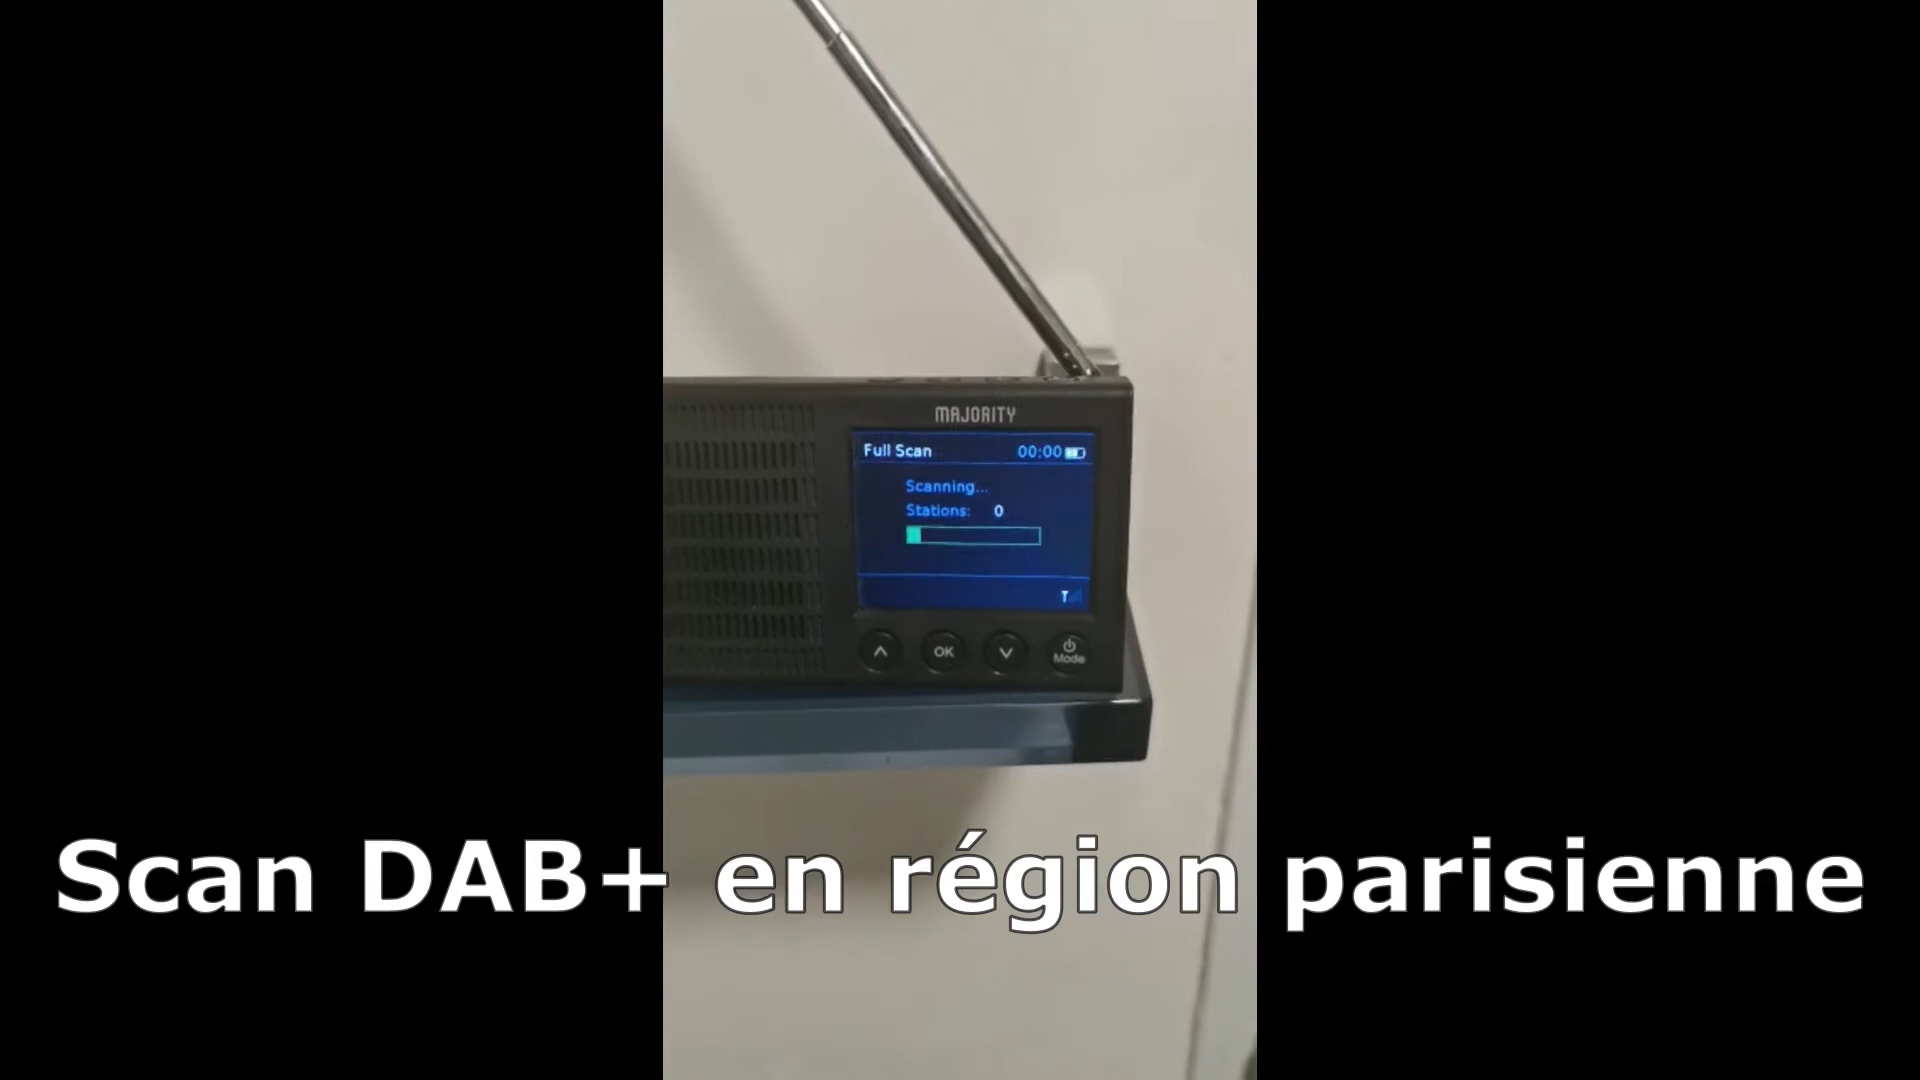 MAJORITY
Full Scan 00:00
Scanning...
Stations: 0
OK
Mode
Scan DAB+ en région parisienne